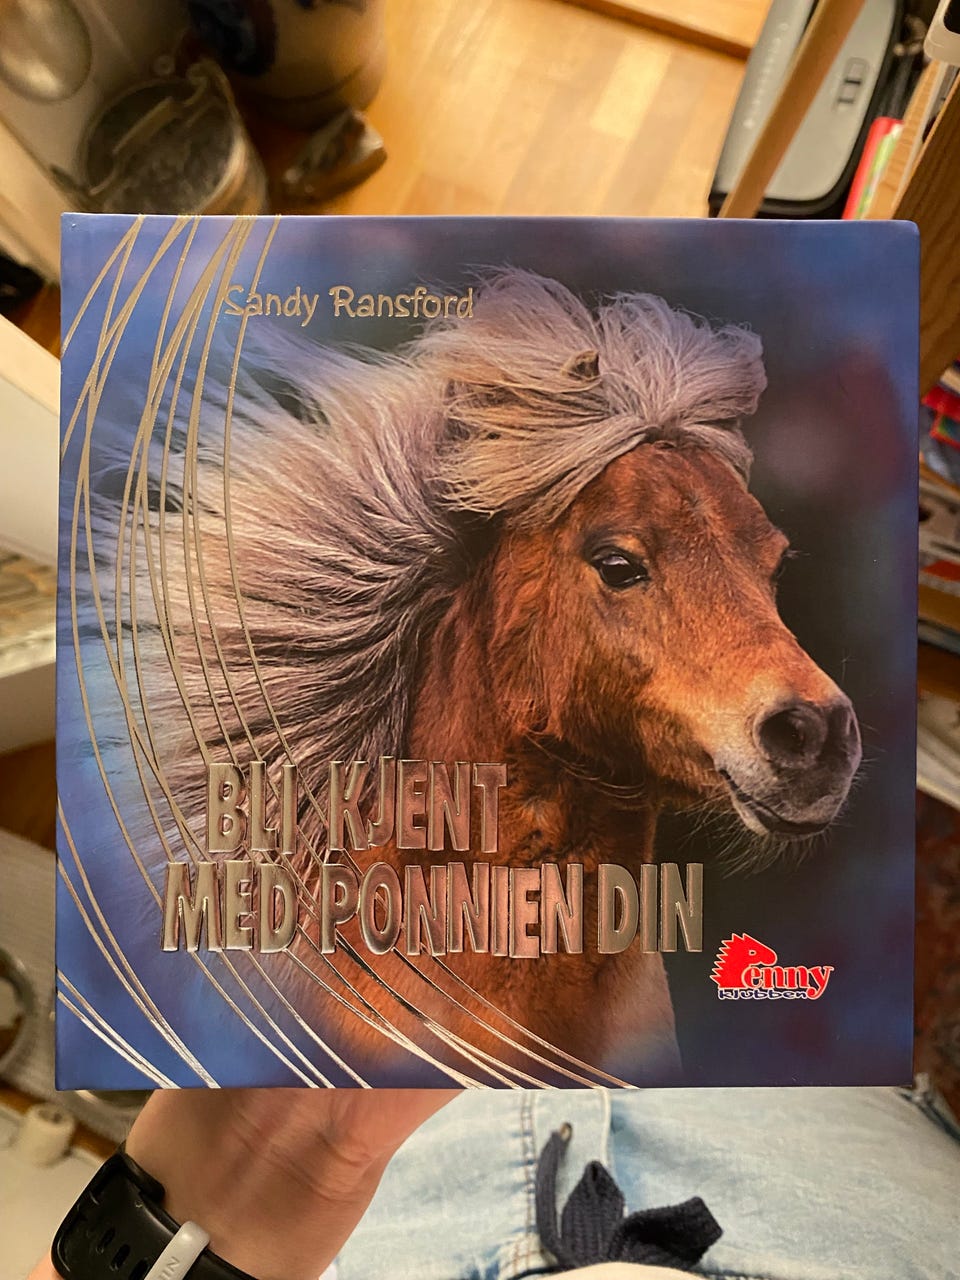 Sandy Ransford
BLI KJENT
MED PONNIEN DIN
Penny
klubben